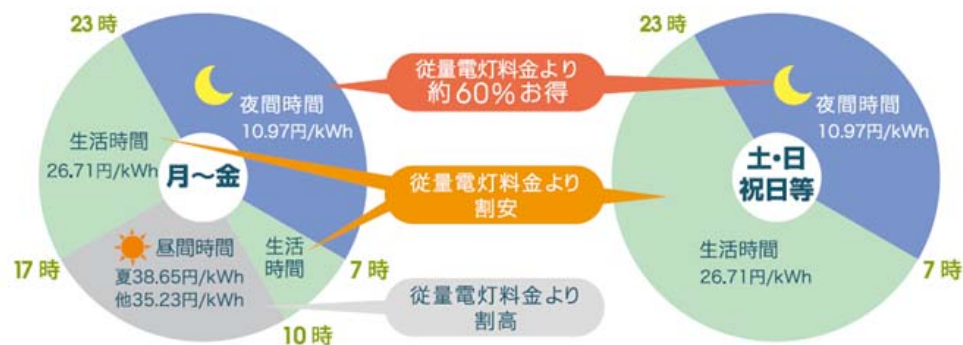 23時
夜間時間
10.97円/kWh
生活時間
26.71円/kWh
月～金
17時
昼間時間
夏38.65円/kWh
他35.23円/kWh
生活
時間
7時
10時
従量電灯料金より
約60%お得
従量電灯料金より
割安
従量電灯料金より
割高
23時
夜間時間
10.97円/kWh
土・日
祝日等
生活時間
26.71円/kWh
7時